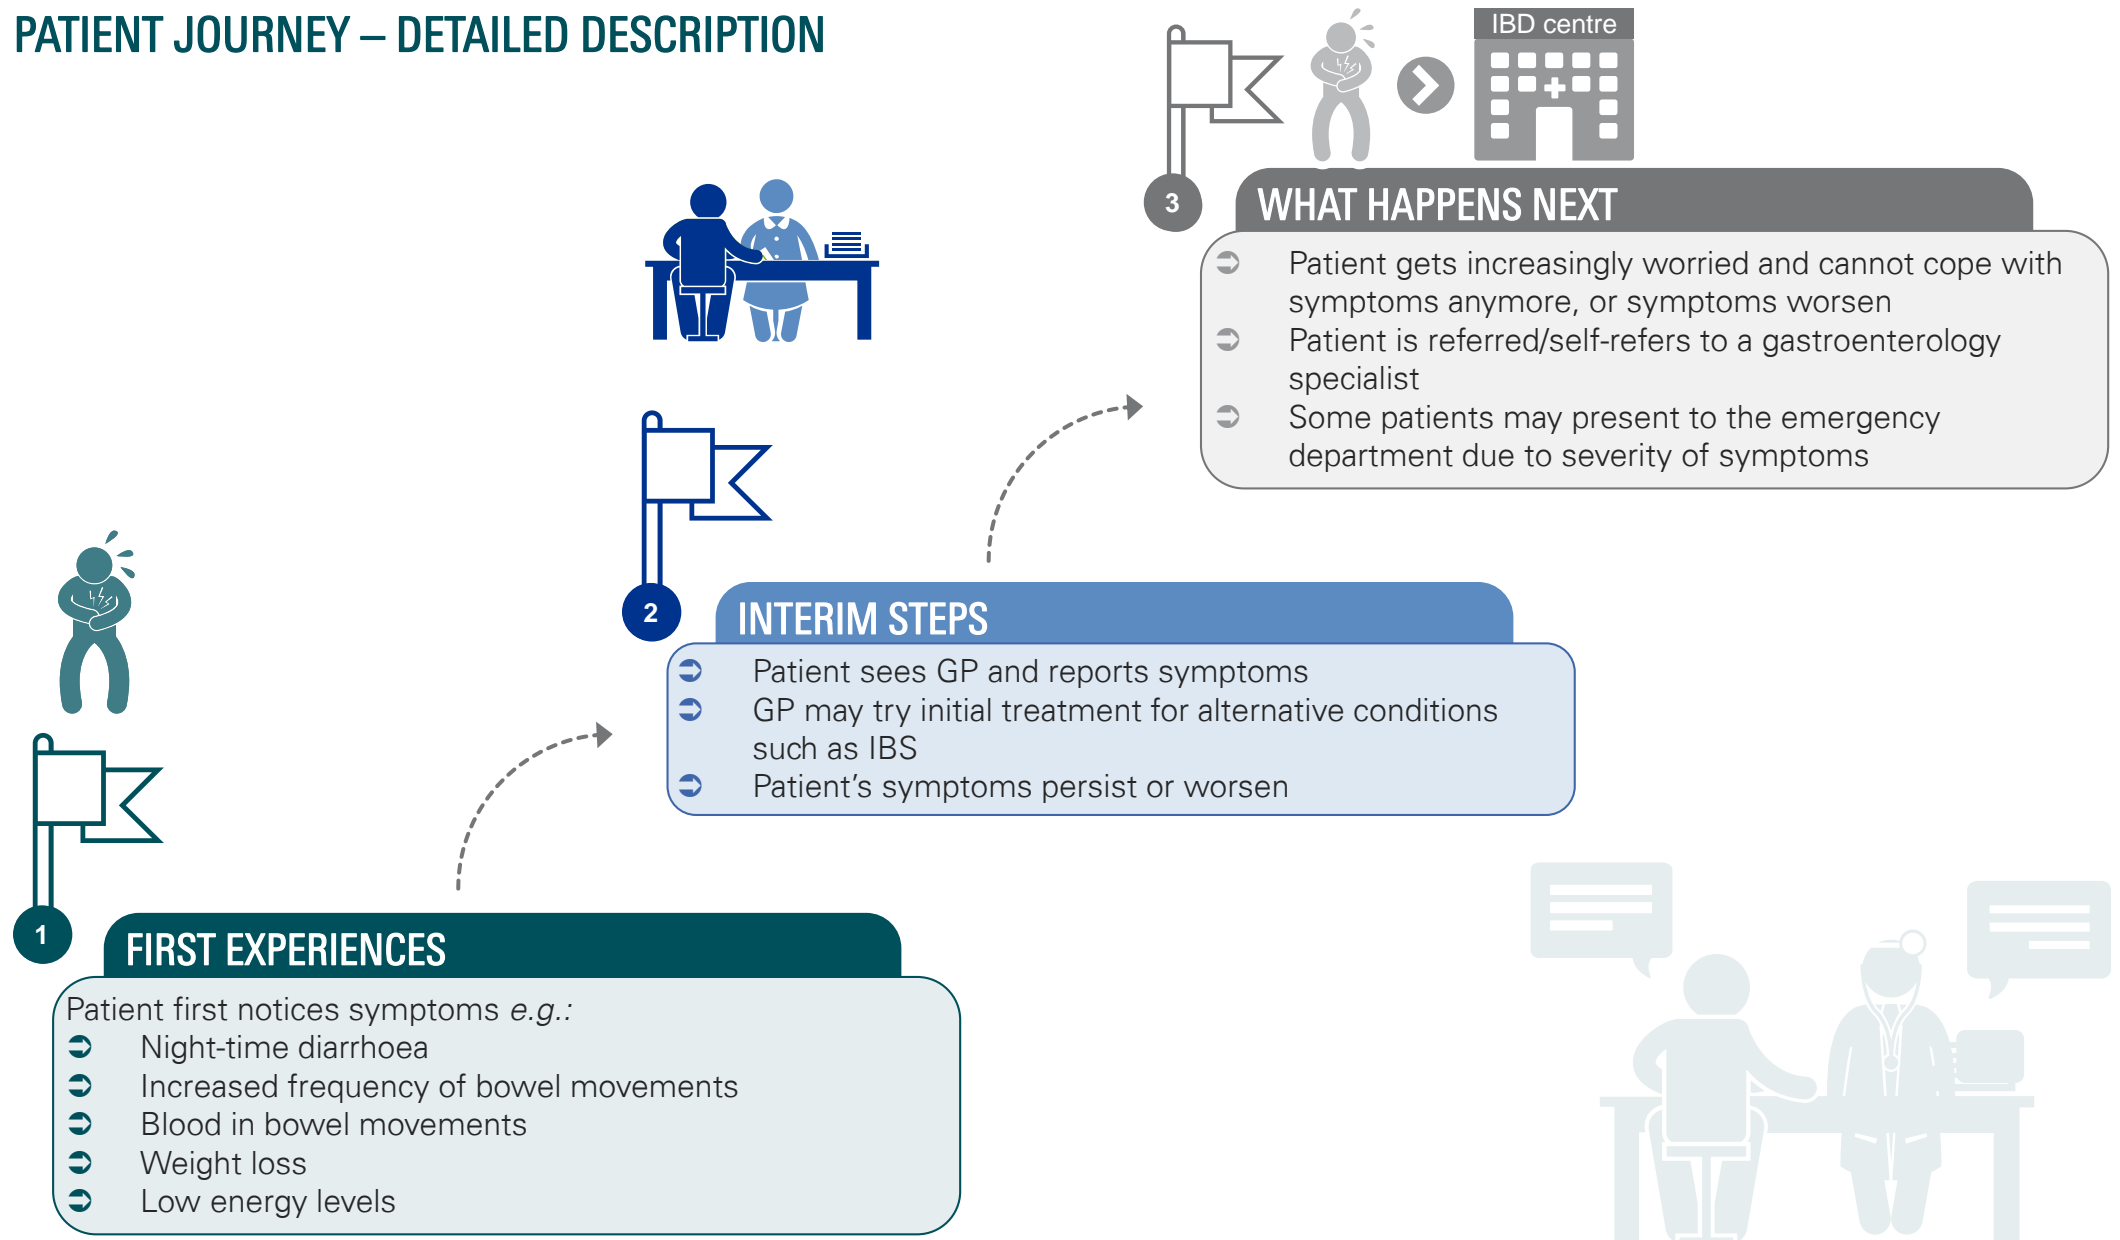 PATIENT JOURNEY – DETAILED DESCRIPTION
IBD centre
3
WHAT HAPPENS NEXT
Patient gets increasingly worried and cannot cope with
symptoms anymore, or symptoms worsen
Patient is referred/self-refers to a gastroenterology
specialist
Some patients may present to the emergency
department due to severity of symptoms
2
INTERIM STEPS
Patient sees GP and reports symptoms
GP may try initial treatment for alternative conditions
such as IBS
Patient’s symptoms persist or worsen
1
FIRST EXPERIENCES
Patient first notices symptoms e.g.:
Night-time diarrhoea
Increased frequency of bowel movements
Blood in bowel movements
Weight loss
Low energy levels